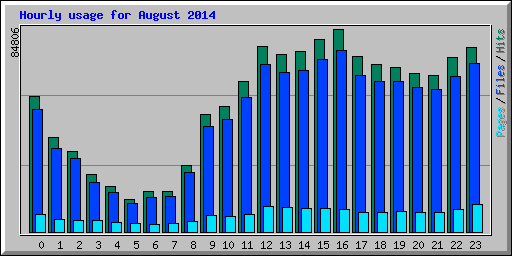 Hourly usage for August 2014
84806
Pages / Files / Hits
0 1 2 3 4 5 6 7 8 9 10 11 12 13 14 15 16 17 18 19 20 21 22 23